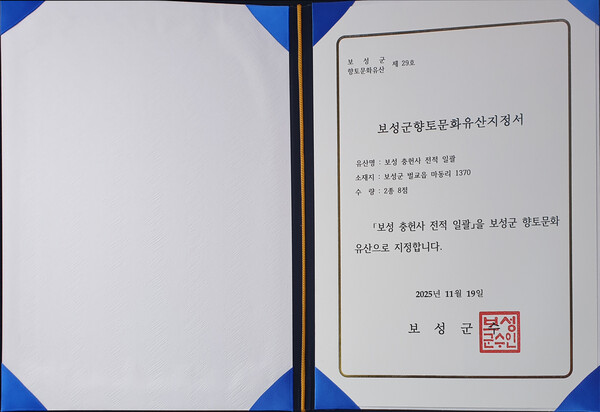 보 성 군
향토문화유산 제 29호
보성군향토문화유산지정서
유산명 : 보성 충헌사 전적 일괄
소재지 : 보성군 벌교읍 마동리 1370
수 량 : 2종 8점
「보성 충헌사 전적 일괄」을 보성군 향토문화
유산으로 지정합니다.
2025년 11월 19일
보 성 군 수
보성
군수인